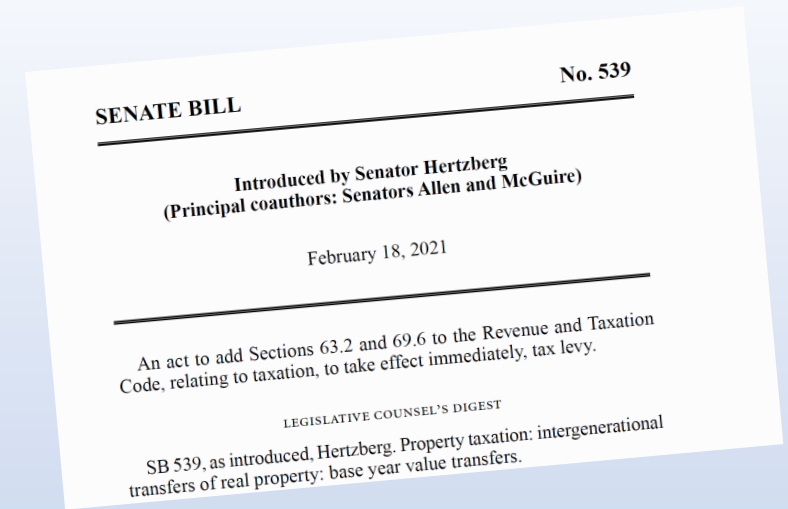 SENATE BILL No. 539
Introduced by Senator Hertzberg
(Principal coauthors: Senators Allen and McGuire)
February 18, 2021
An act to add Sections 63.2 and 69.6 to the Revenue and Taxation
Code, relating to taxation, to take effect immediately, tax levy.
LEGISLATIVE COUNSEL'S DIGEST
SB 539, as introduced, Hertzberg. Property taxation: intergenerational
transfers of real property: base year value transfers.